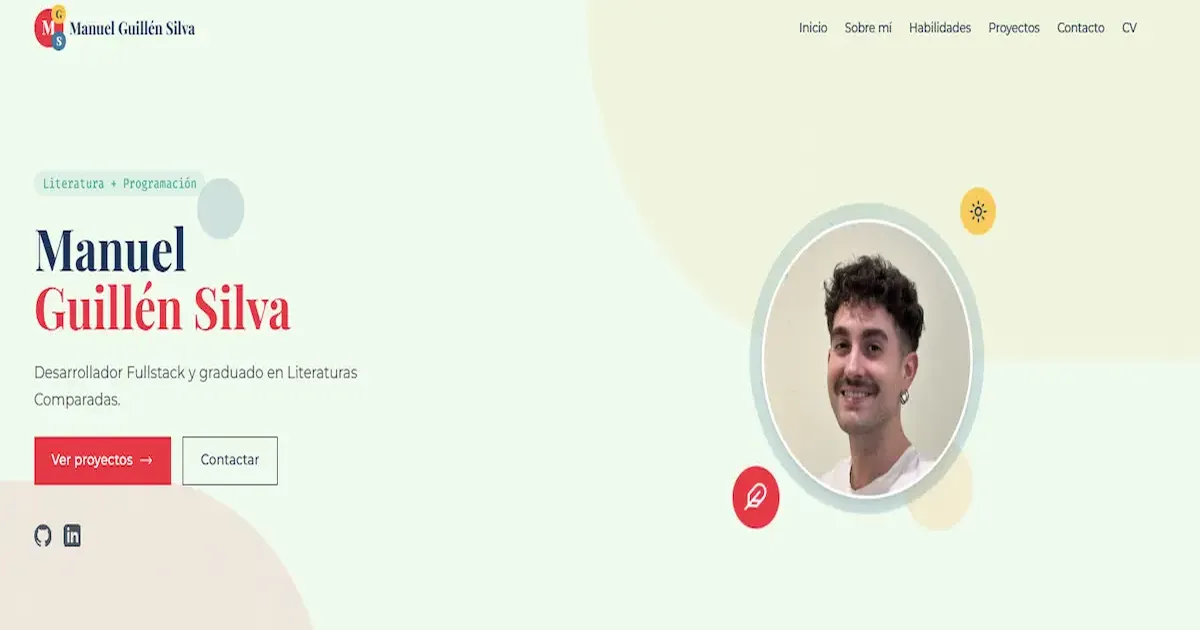 M G S
Manuel Guillén Silva
Inicio Sobre mí Habilidades Proyectos Contacto CV
Literatura + Programación
Manuel
Guillén Silva
Desarrollador Fullstack y graduado en Literaturas
Comparadas.
Ver proyectos →
Contactar
in